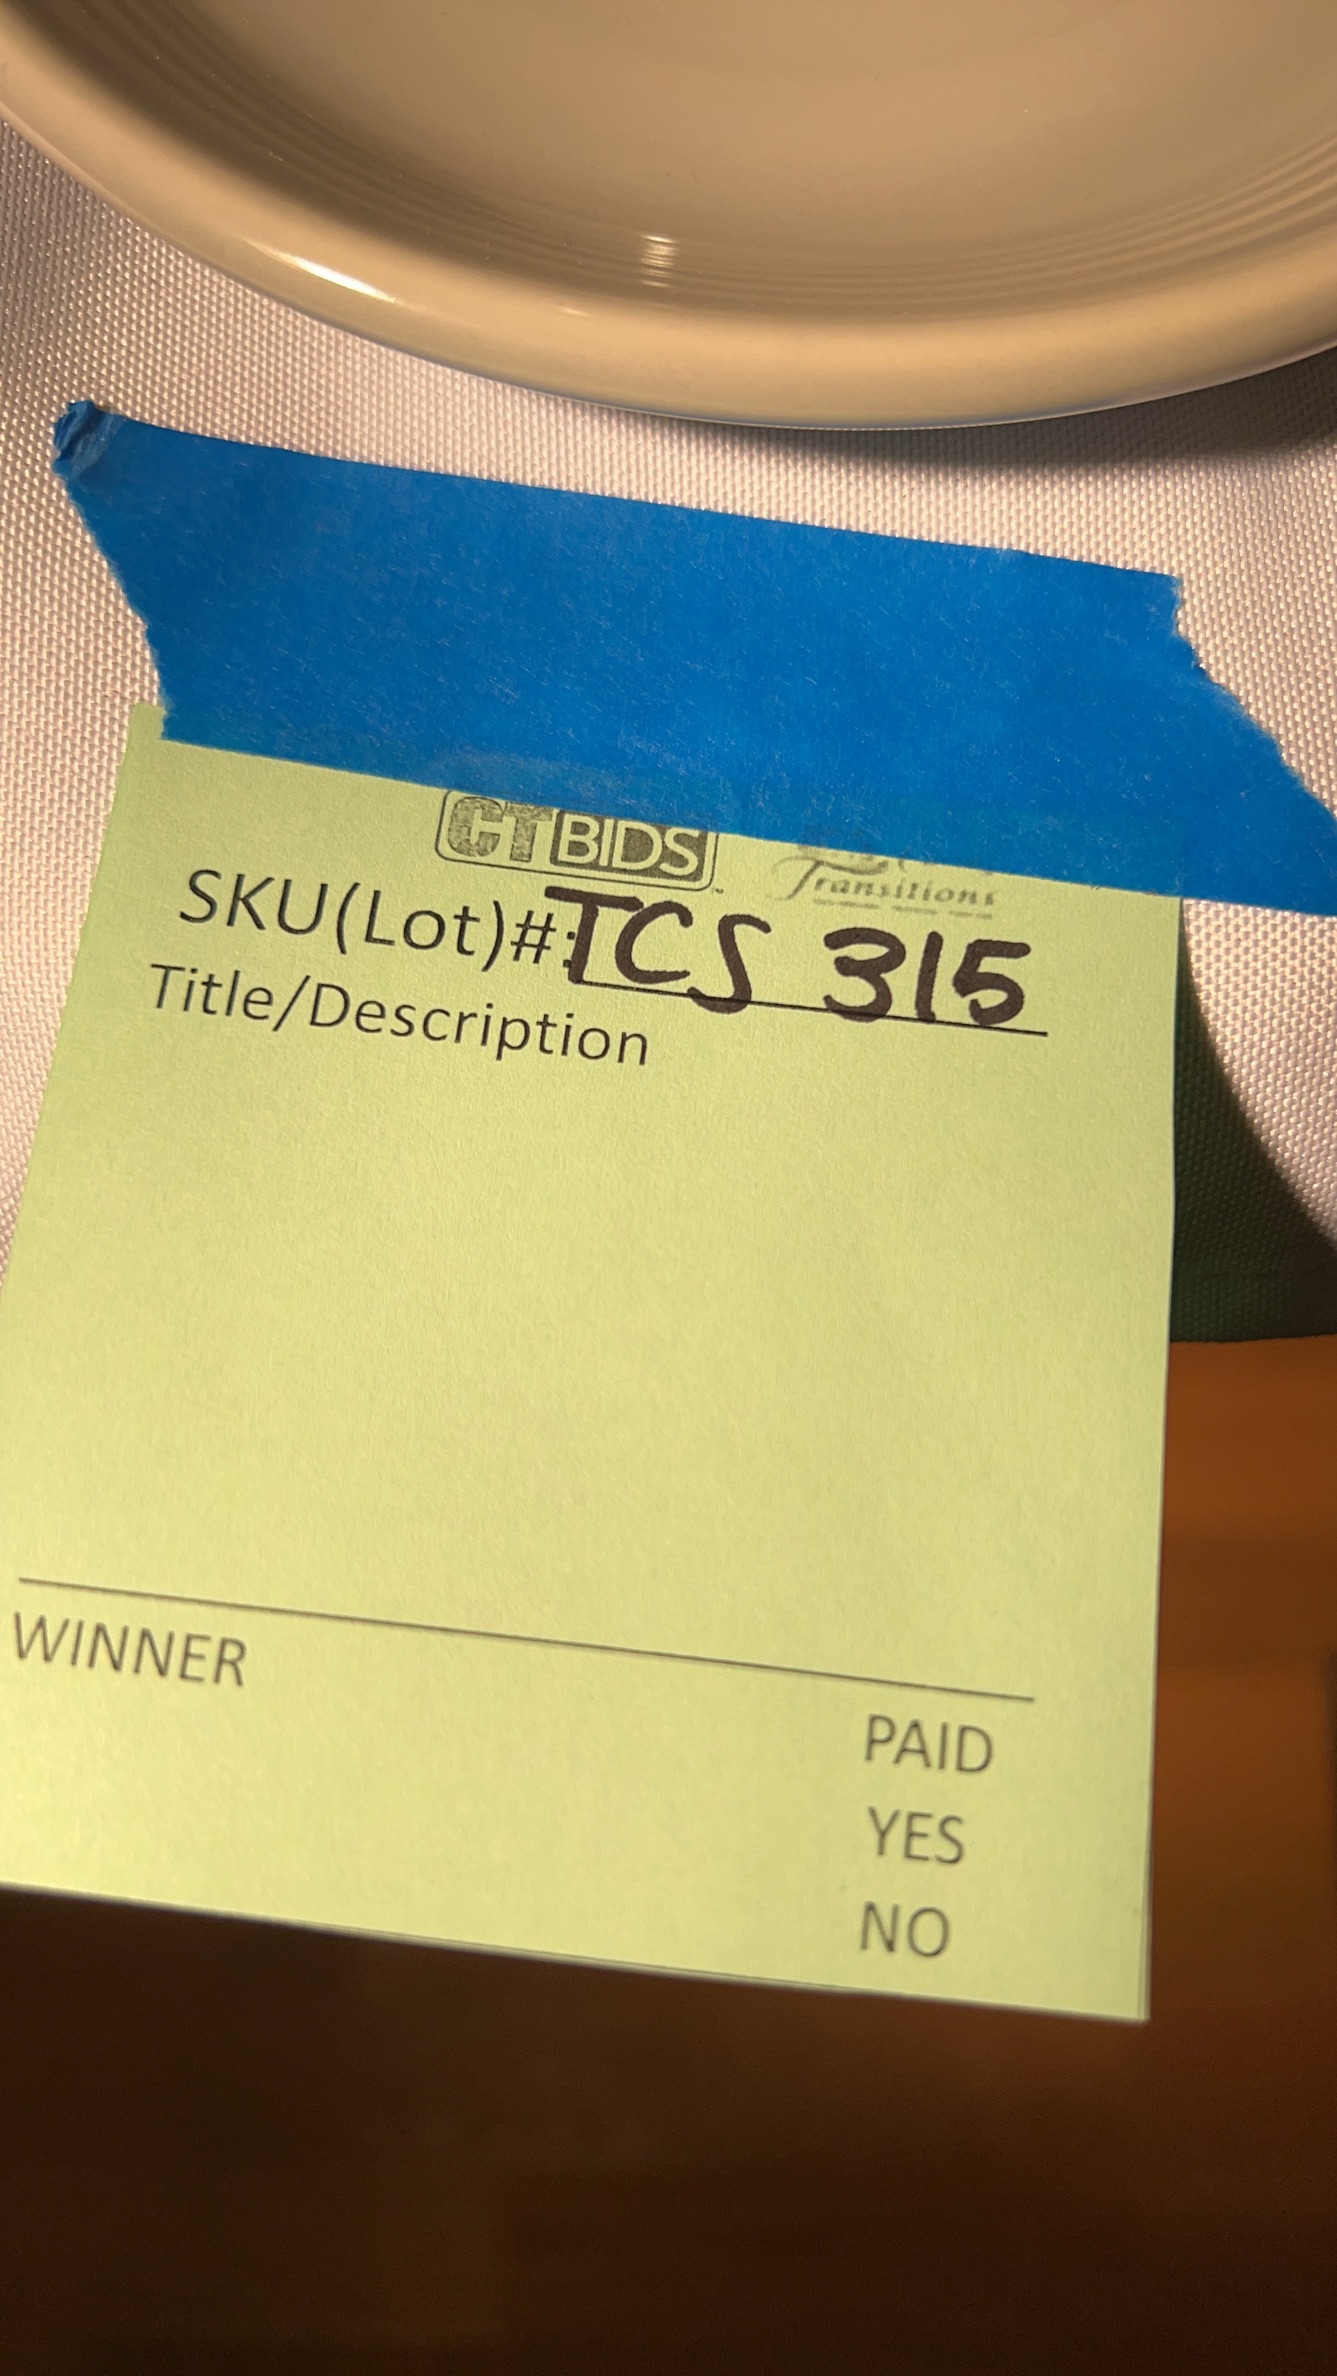 CTBIDS
Transitions
SKU(Lot)#: TCS 315
Title/Description
WINNER
PAID
YES
NO